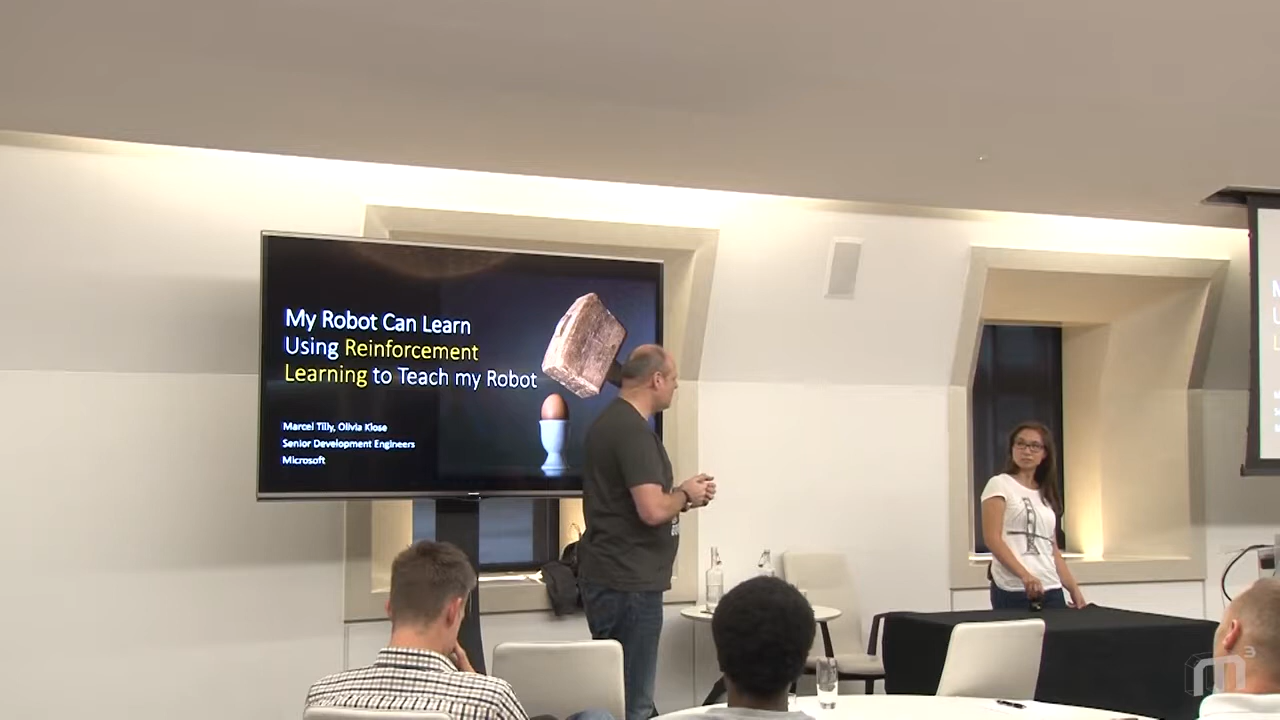 My Robot Can Learn
Using Reinforcement
Learning to Teach my Robot
Marcel Tilly, Olivia Klose
Senior Development Engineers
Microsoft
m3